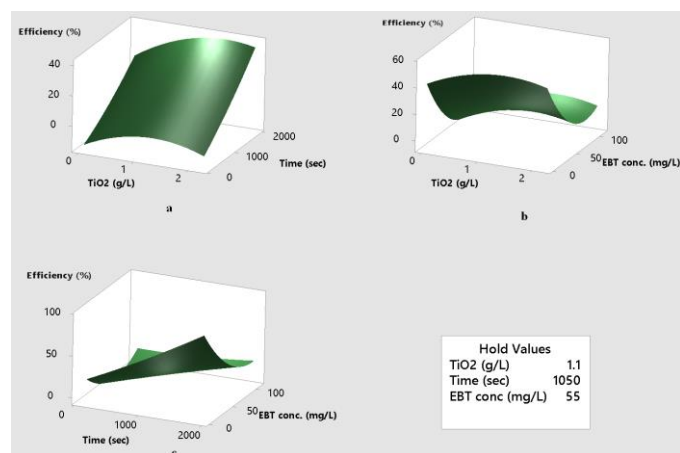 Efficiency (%)
40
20
0
0
1
2
TiO2 (g/L)
0
1000
2000
Time (sec)
a
Efficiency (%)
60
40
20
0
0
1
2
TiO2 (g/L)
0
50
100
EBT conc. (mg/L)
b
Efficiency (%)
100
50
0
0
1000
2000
Time (sec)
0
50
100
EBT conc. (mg/L)
Hold Values
TiO2 (g/L) 1.1
Time (sec) 1050
EBT conc (mg/L) 55